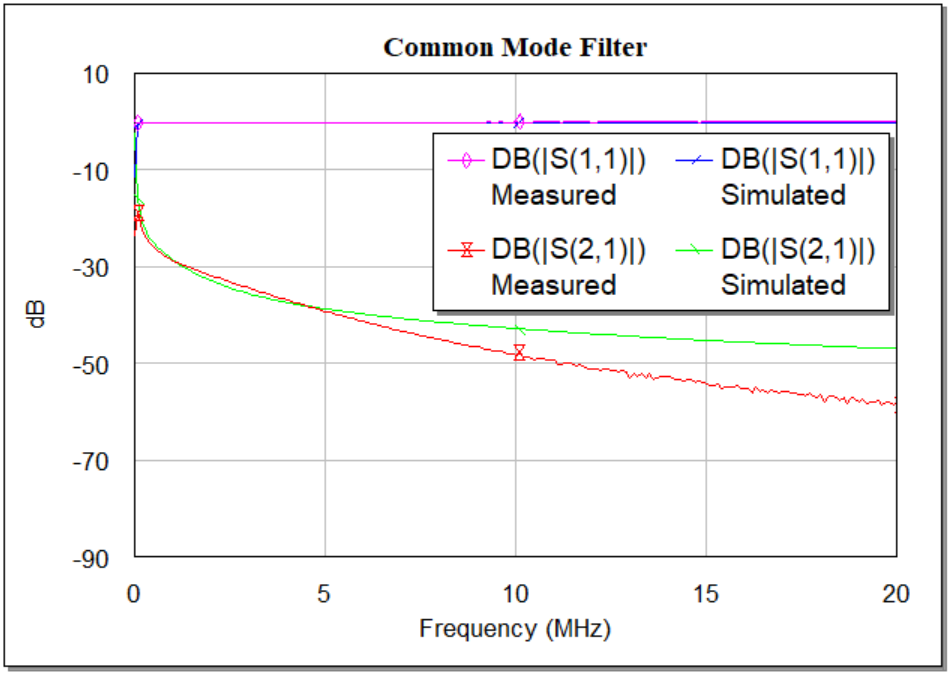 Common Mode Filter
10
-10
-30
-50
-70
-90
dB
0
5
10
15
20
Frequency (MHz)
DB(|S(1,1)|)
Measured
DB(|S(1,1)|)
Simulated
DB(|S(2,1)|)
Measured
DB(|S(2,1)|)
Simulated